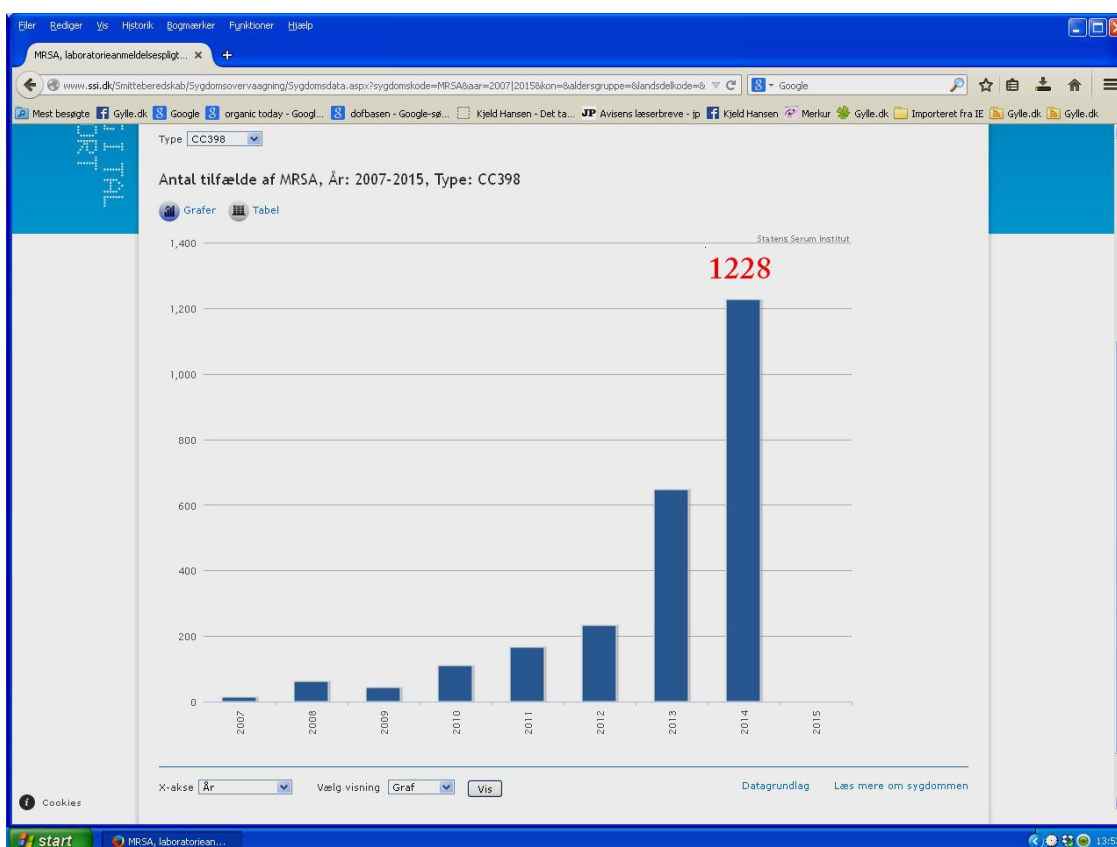 Filer Rediger Vis Historik Bogmærker Funktioner Hjælp
MRSA, laboratorieanmeldelsespligt... × +
www.ssi.dk/Smitteberedskab/Sygdomsovervaagning/Sygdomsdata.aspx?sygdomskode=MRSA&aar=2007|2015&kon=&aldersgruppe=&landsdelkode=& Google
Mest besøgte Gylle.dk Google organic today - Googl... dofbasen - Google-sø... Kjeld Hansen - Det ta... JP Avisens læserbreve - jp Kjeld Hansen Merkur Gylle.dk Importeret fra IE Gylle.dk Gylle.dk
Type CC398
Antal tilfælde af MRSA, År: 2007-2015, Type: CC398
Grafer Tabel
Statens Serum Institut
1228
1,400
1,200
1,000
800
600
400
200
0
2007 2008 2009 2010 2011 2012 2013 2014 2015
X-akse År Vælg visning Graf Vis Datagrundlag Læs mere om sygdommen
Cookies
start MRSA, laboratoriean...